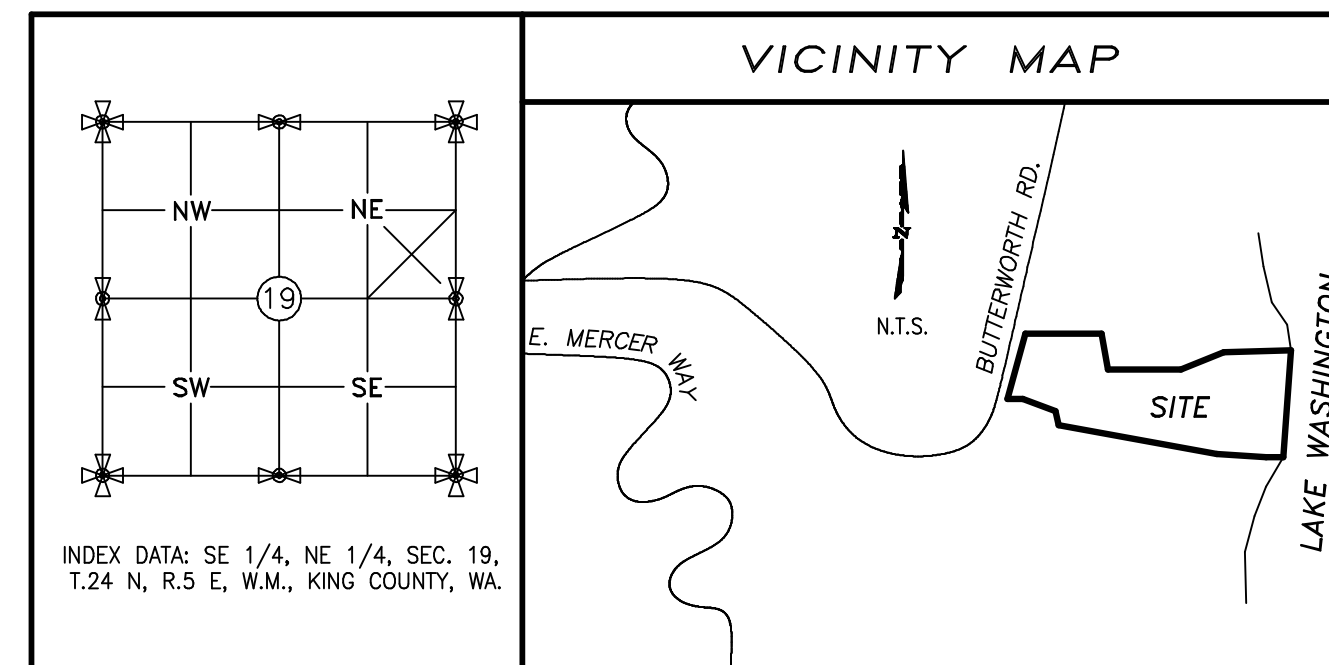 VICINITY MAP
NW
NE
19
SW
SE
INDEX DATA: SE 1/4, NE 1/4, SEC. 19,
T.24 N, R.5 E, W.M., KING COUNTY, WA.
N
N.T.S.
BUTTERWORTH RD.
E. MERCER WAY
SITE
LAKE WASHINGTON